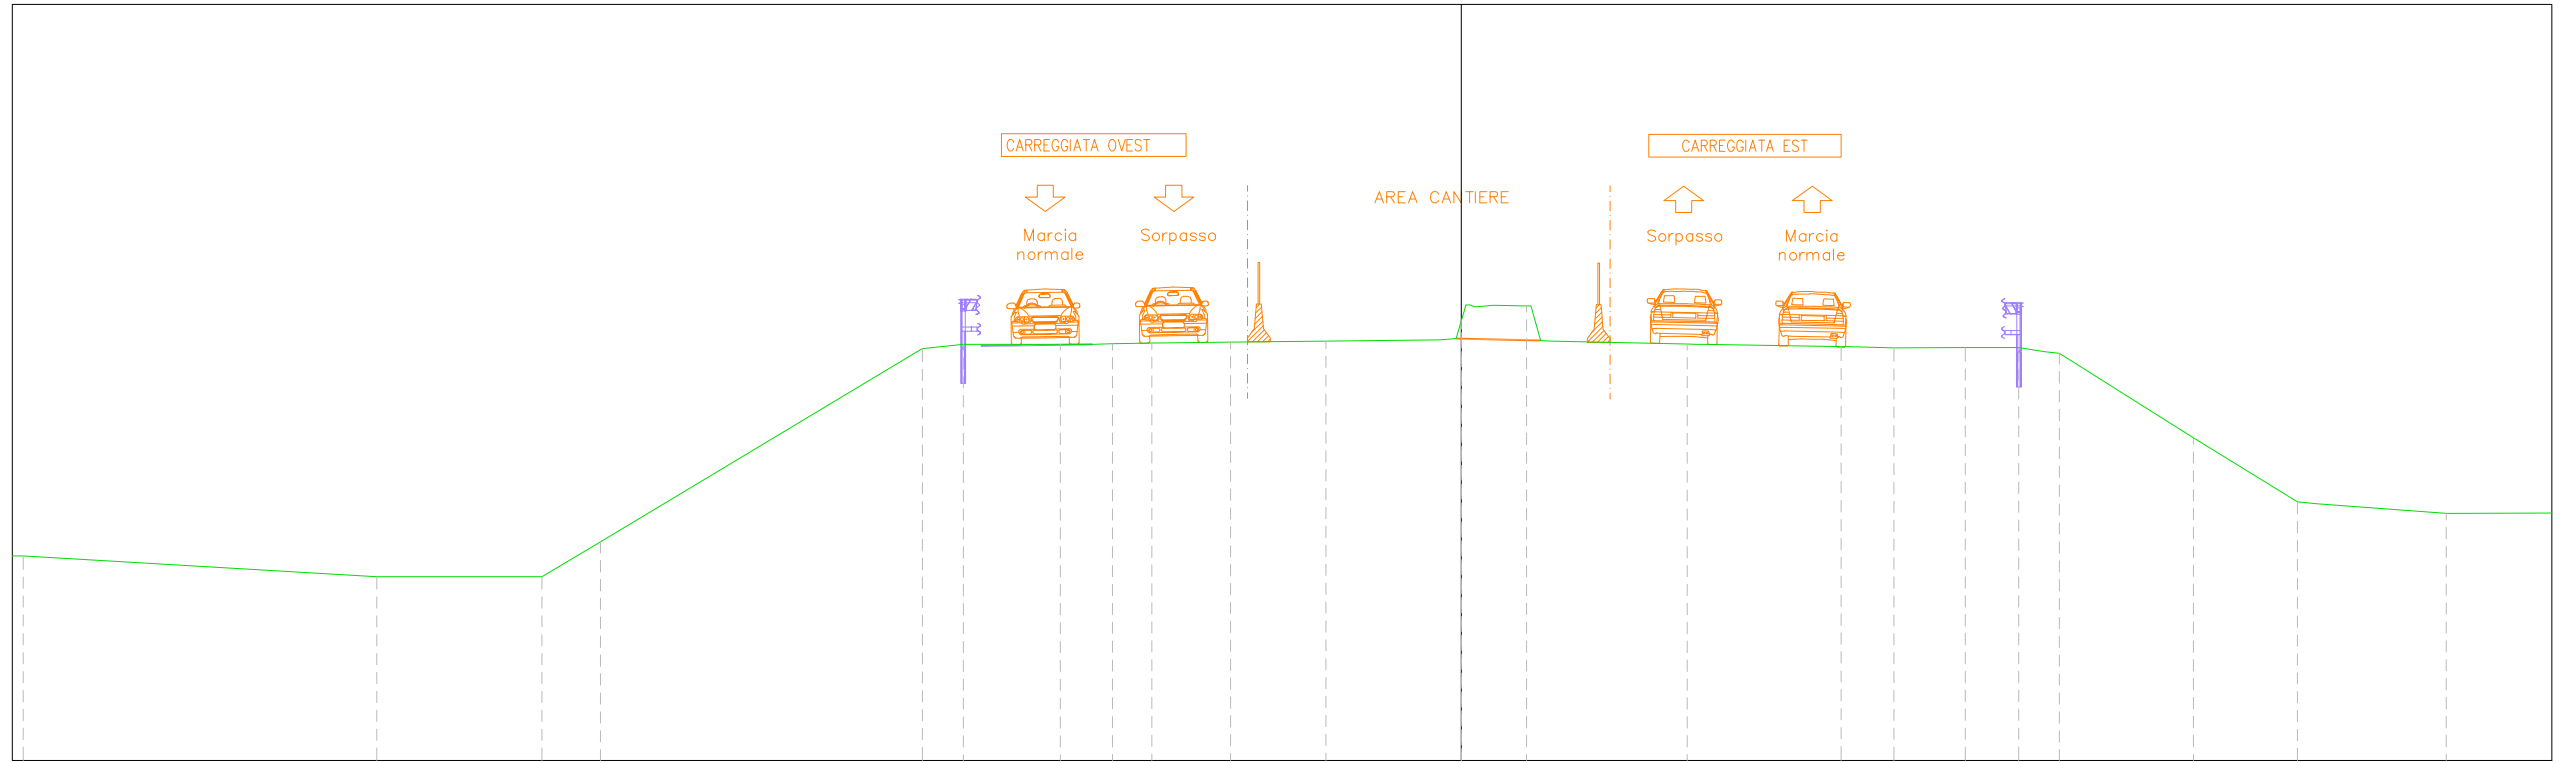 CARREGGIATA OVEST
CARREGGIATA EST
AREA CANTIERE
Marcia
normale
Sorpasso
Sorpasso
Marcia
normale